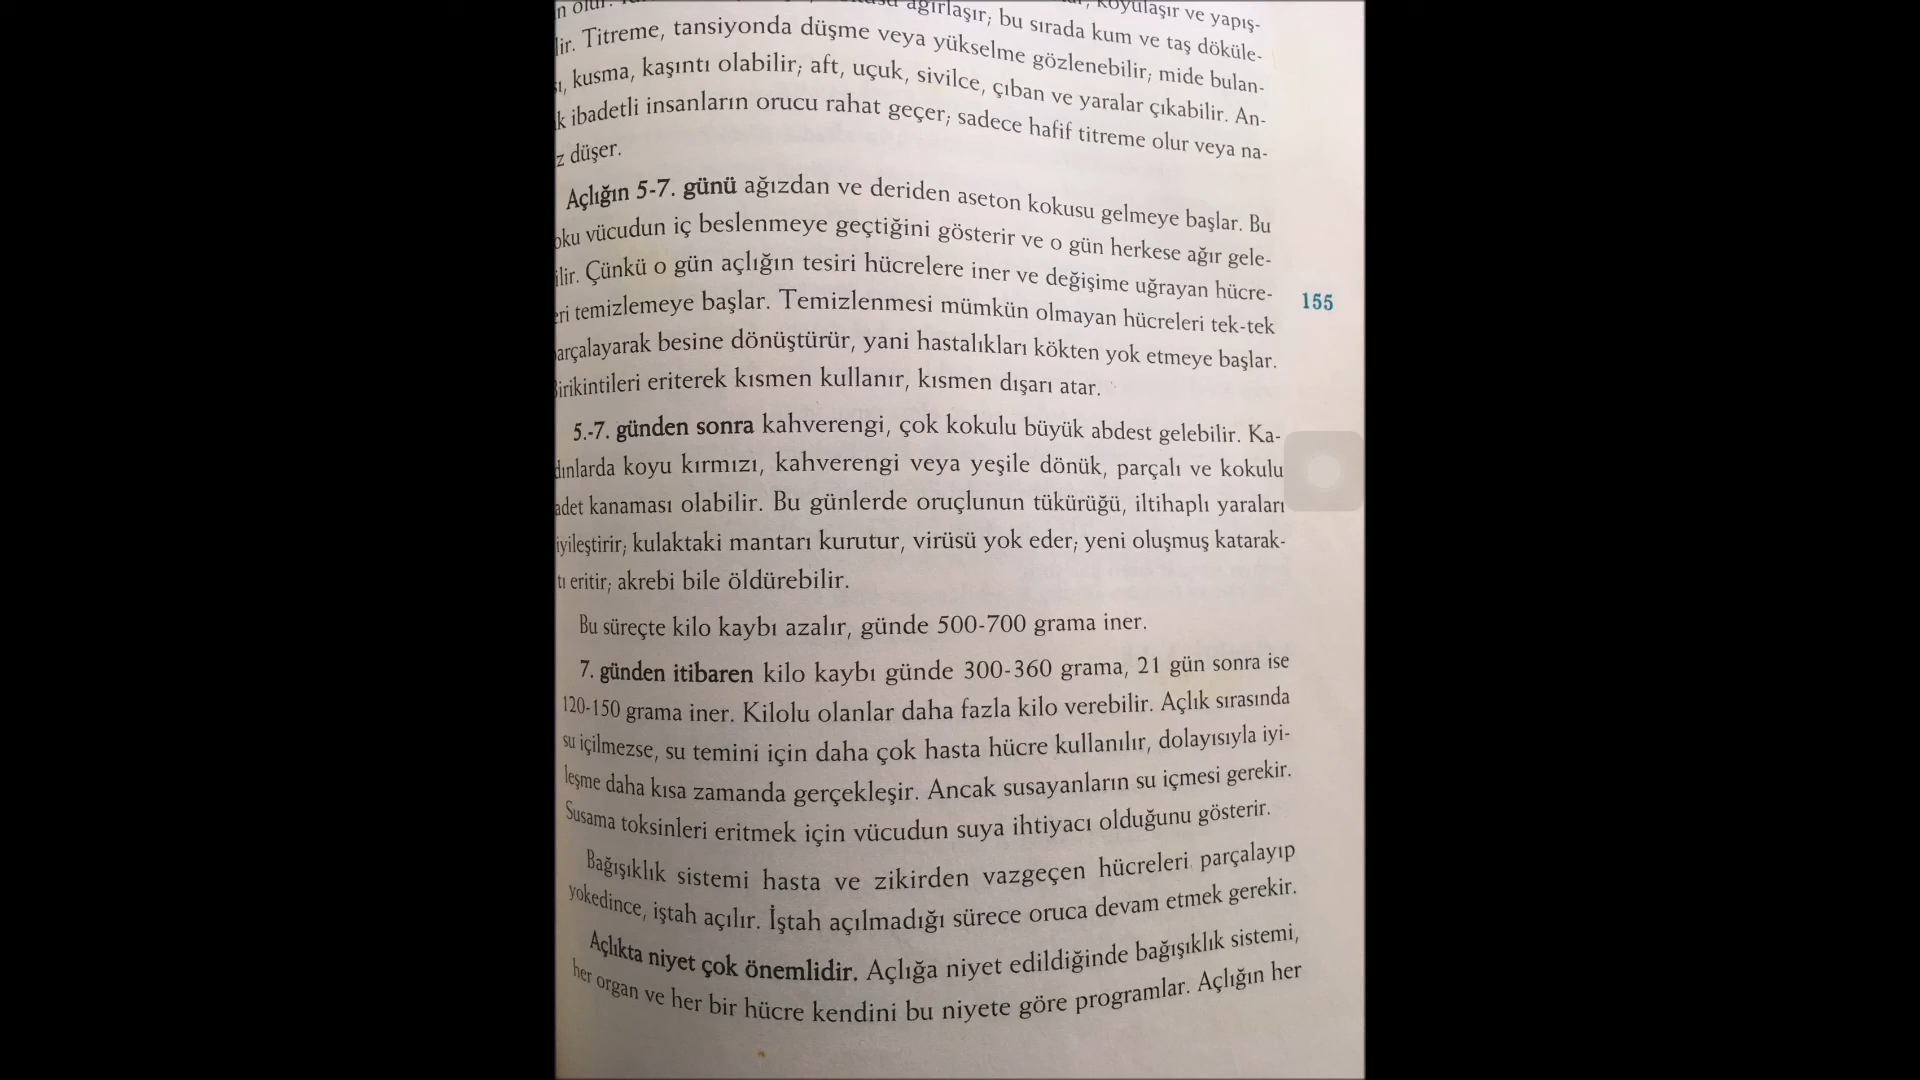 ağırlaşır; bu sırada kum ve taş döküle-
lir. Titreme, tansiyonda düşme veya yükselme gözlenebilir; mide bulan-
ı, kusma, kaşıntı olabilir; aft, uçuk, sivilce, çıban ve yaralar çıkabilir. An-
k ibadetli insanların orucu rahat geçer; sadece hafif titreme olur veya na-
z düşer.
Açlığın 5-7. günü ağızdan ve deriden aseton kokusu gelmeye başlar. Bu
oku vücudun iç beslenmeye geçtiğini gösterir ve o gün herkese ağır gele-
ilir. Çünkü o gün açlığın tesiri hücrelere iner ve değişime uğrayan hücre-
eri temizlemeye başlar. Temizlenmesi mümkün olmayan hücreleri tek-tek
155
arçalayarak besine dönüştürür, yani hastalıkları kökten yok etmeye başlar.
Birikintileri eriterek kısmen kullanır, kısmen dışarı atar.
5.-7. günden sonra kahverengi, çok kokulu büyük abdest gelebilir. Ka-
dınlarda koyu kırmızı, kahverengi veya yeşile dönük, parçalı ve kokulu
adet kanaması olabilir. Bu günlerde oruçlunun tükürüğü, iltihaplı yaraları
iyileştirir; kulaktaki mantarı kurutur, virüsü yok eder; yeni oluşmuş katarak-
tı eritir; akrebi bile öldürebilir.
Bu süreçte kilo kaybı azalır, günde 500-700 grama iner.
7. günden itibaren kilo kaybı günde 300-360 grama, 21 gün sonra ise
120-150 grama iner. Kilolu olanlar daha fazla kilo verebilir. Açlık sırasında
su içilmezse, su temini için daha çok hasta hücre kullanılır, dolayısıyla iyi-
leşme daha kısa zamanda gerçekleşir. Ancak susayanların su içmesi gerekir.
Susama toksinleri eritmek için vücudun suya ihtiyacı olduğunu gösterir.
Bağışıklık sistemi hasta ve zikirden vazgeçen hücreleri parçalayıp
yokedince, iştah açılır. İştah açılmadığı sürece oruca devam etmek gerekir.
Açlıkta niyet çok önemlidir. Açlığa niyet edildiğinde bağışıklık sistemi,
her organ ve her bir hücre kendini bu niyete göre programlar. Açlığın her